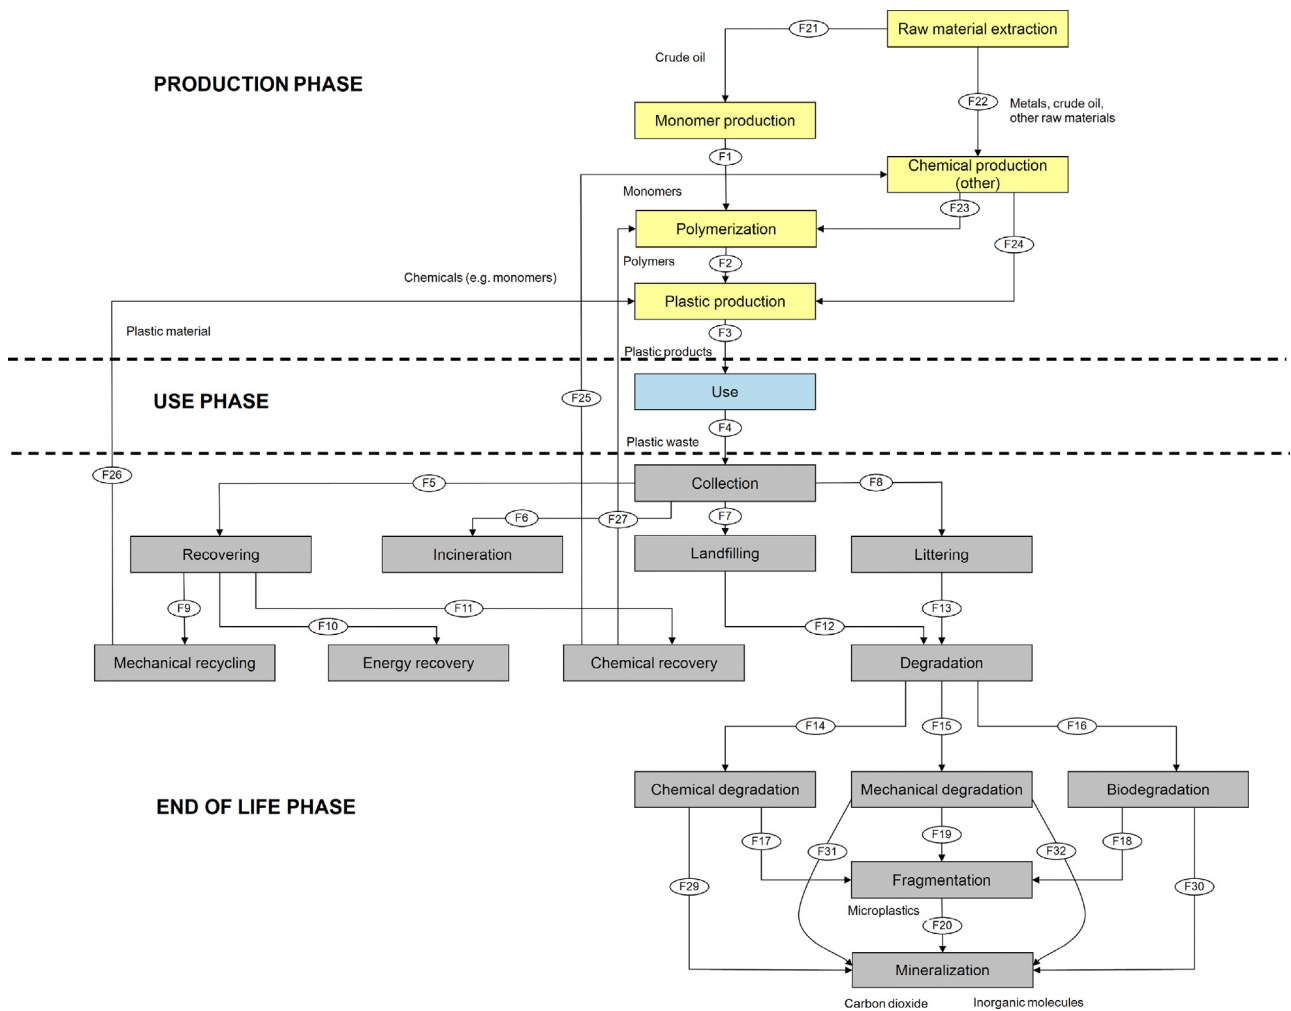 F21
Raw material extraction
Crude oil
PRODUCTION PHASE
F22
Metals, crude oil,
other raw materials
Monomer production
F1
Chemical production
(other)
Monomers
F23
Polymerization
F24
Polymers
F2
Chemicals (e.g. monomers)
Plastic production
Plastic material
F3
Plastic products
USE PHASE
Use
F25
F4
Plastic waste
F26
Collection
F5
F8
F6
F27
F7
Recovering
Incineration
Landfilling
Littering
F9
F11
F13
F10
F12
Mechanical recycling
Energy recovery
Chemical recovery
Degradation
F14
F15
F16
END OF LIFE PHASE
Chemical degradation
Mechanical degradation
Biodegradation
F17
F31
F19
F32
F18
F29
Fragmentation
F30
Microplastics
F20
Mineralization
Carbon dioxide
Inorganic molecules